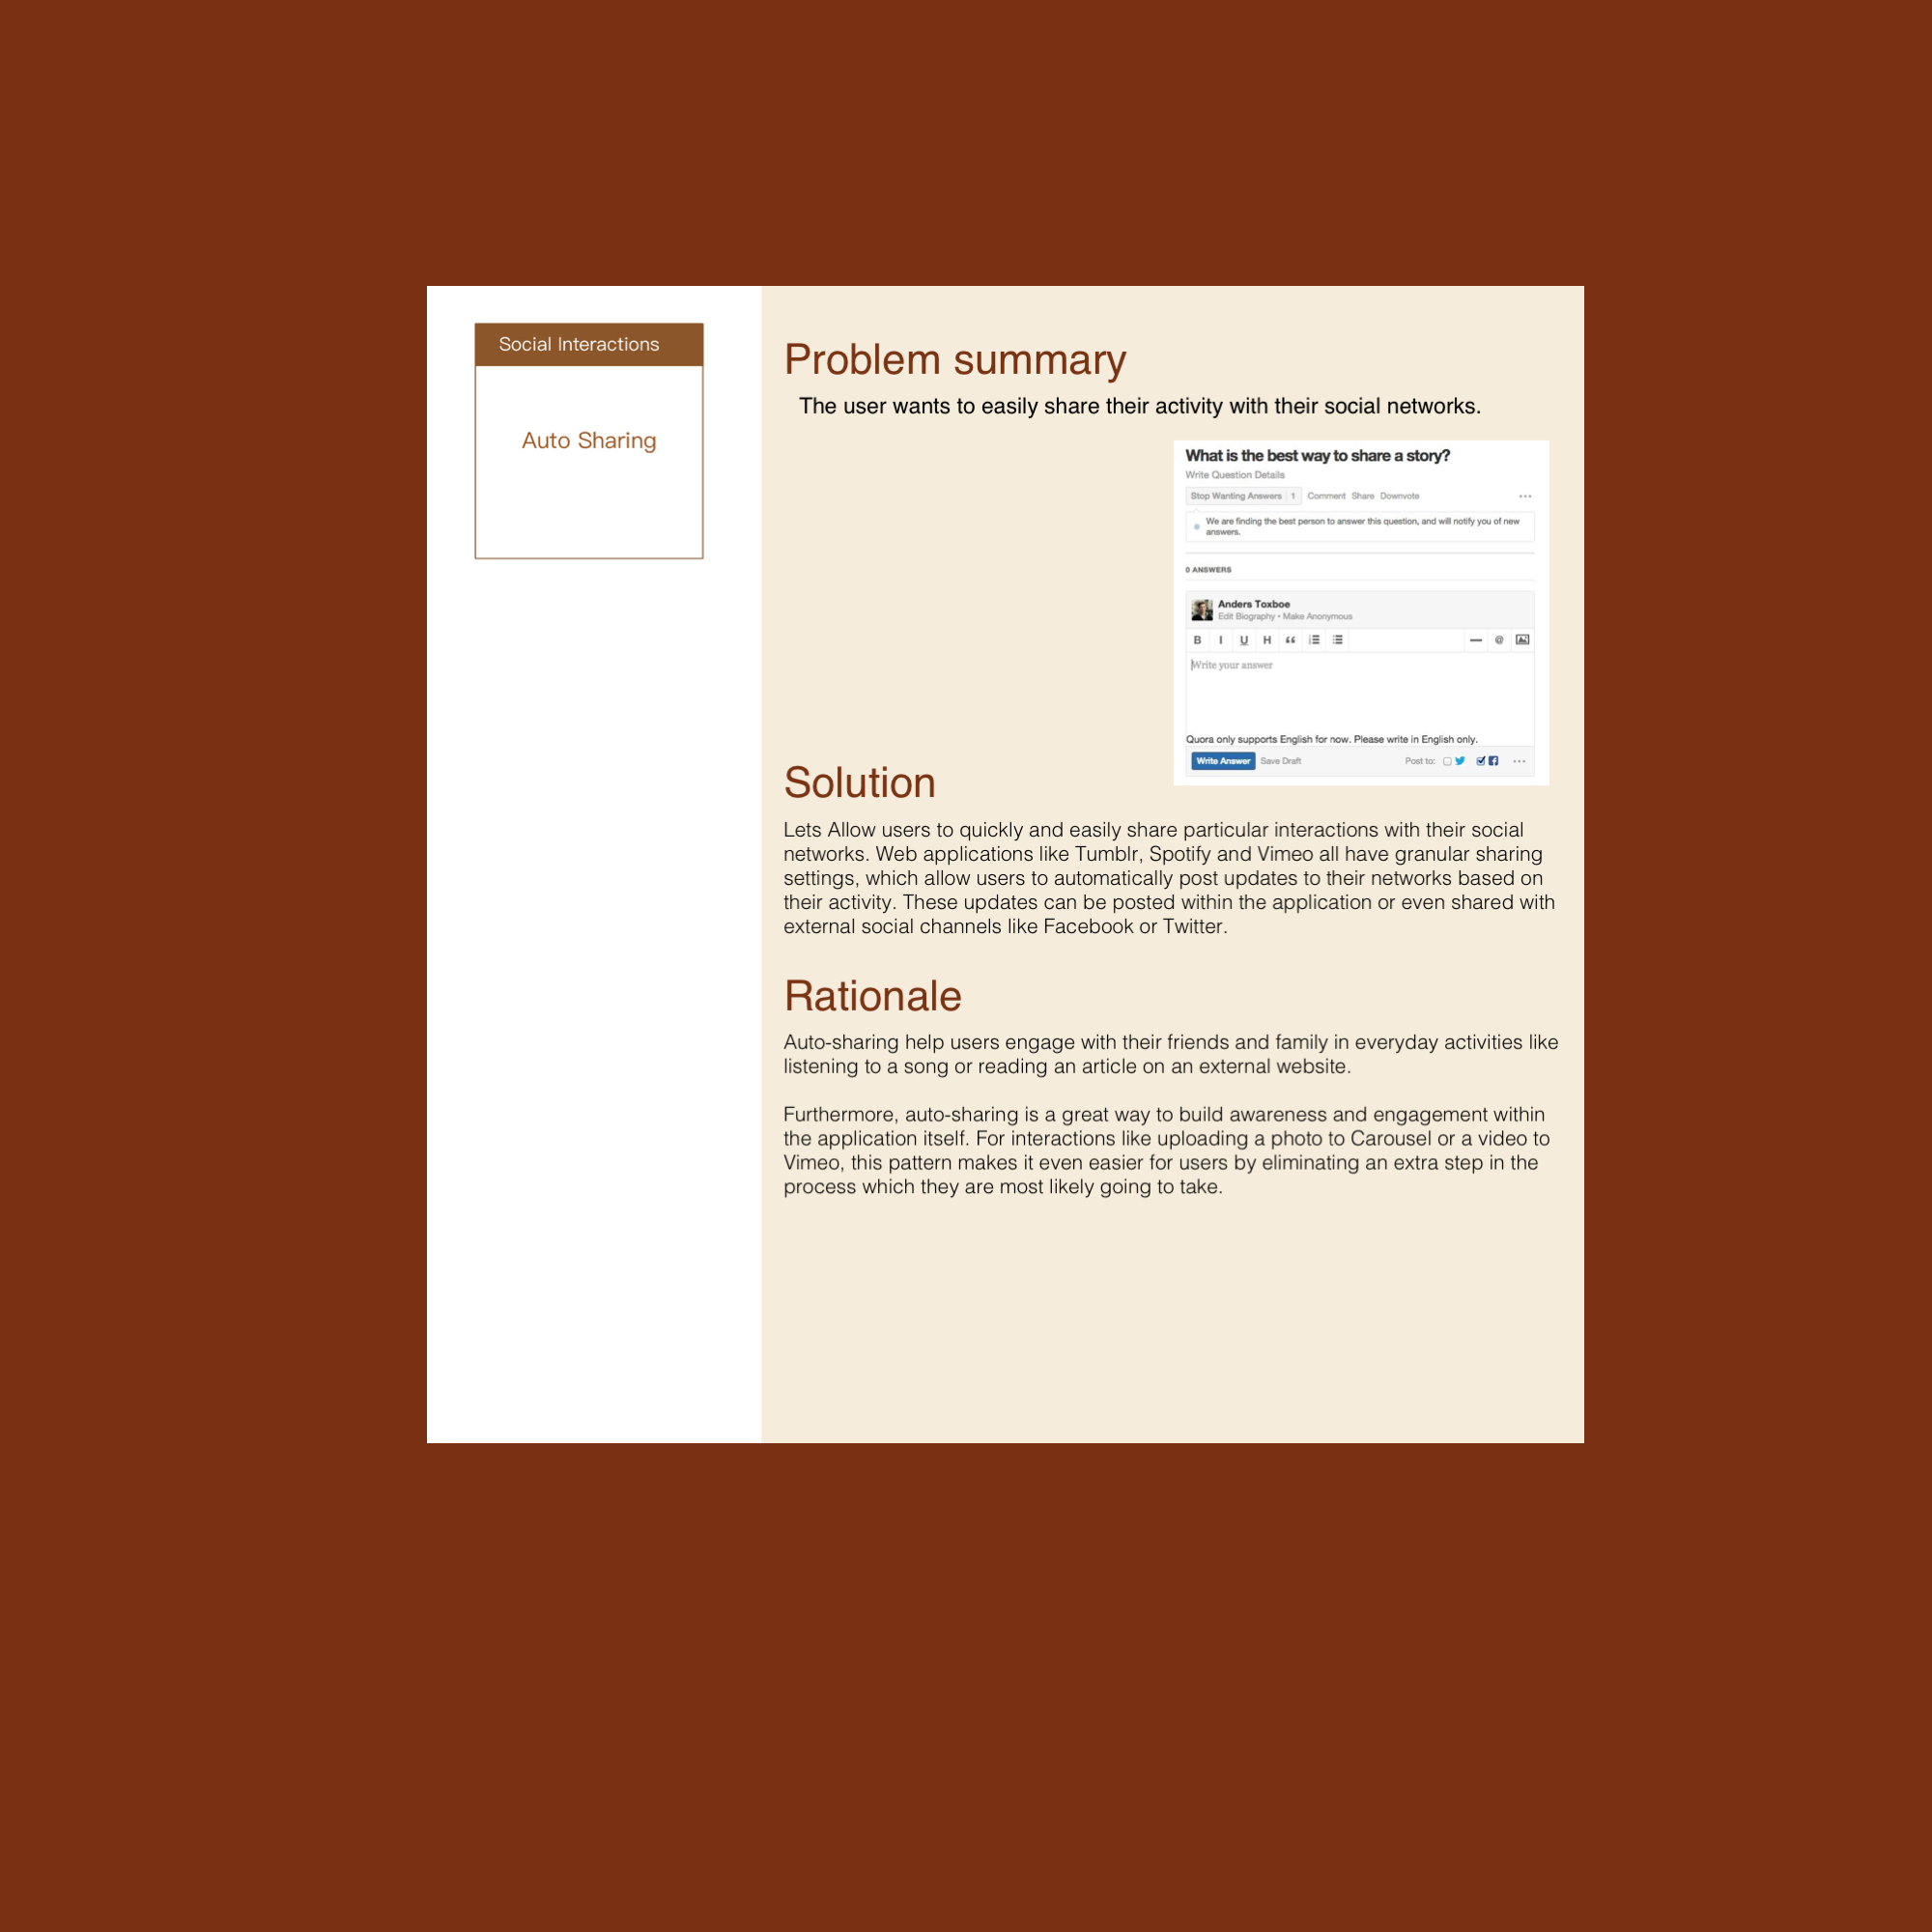 Social Interactions
Auto Sharing
Problem summary
The user wants to easily share their activity with their social networks.
What is the best way to share a story?
Write Question Details
Stop Wanting Answers 1 Comment Share Downvote
We are finding the best person to answer this question, and will notify you of new
answers.
0 ANSWERS
Anders Toxboe
Edit Biography • Make Anonymous
B I U H
Write your answer
Quora only supports English for now. Please write in English only.
Write Answer Save Draft Post to:
Solution
Lets Allow users to quickly and easily share particular interactions with their social
networks. Web applications like Tumblr, Spotify and Vimeo all have granular sharing
settings, which allow users to automatically post updates to their networks based on
their activity. These updates can be posted within the application or even shared with
external social channels like Facebook or Twitter.
Rationale
Auto-sharing help users engage with their friends and family in everyday activities like
listening to a song or reading an article on an external website.
Furthermore, auto-sharing is a great way to build awareness and engagement within
the application itself. For interactions like uploading a photo to Carousel or a video to
Vimeo, this pattern makes it even easier for users by eliminating an extra step in the
process which they are most likely going to take.